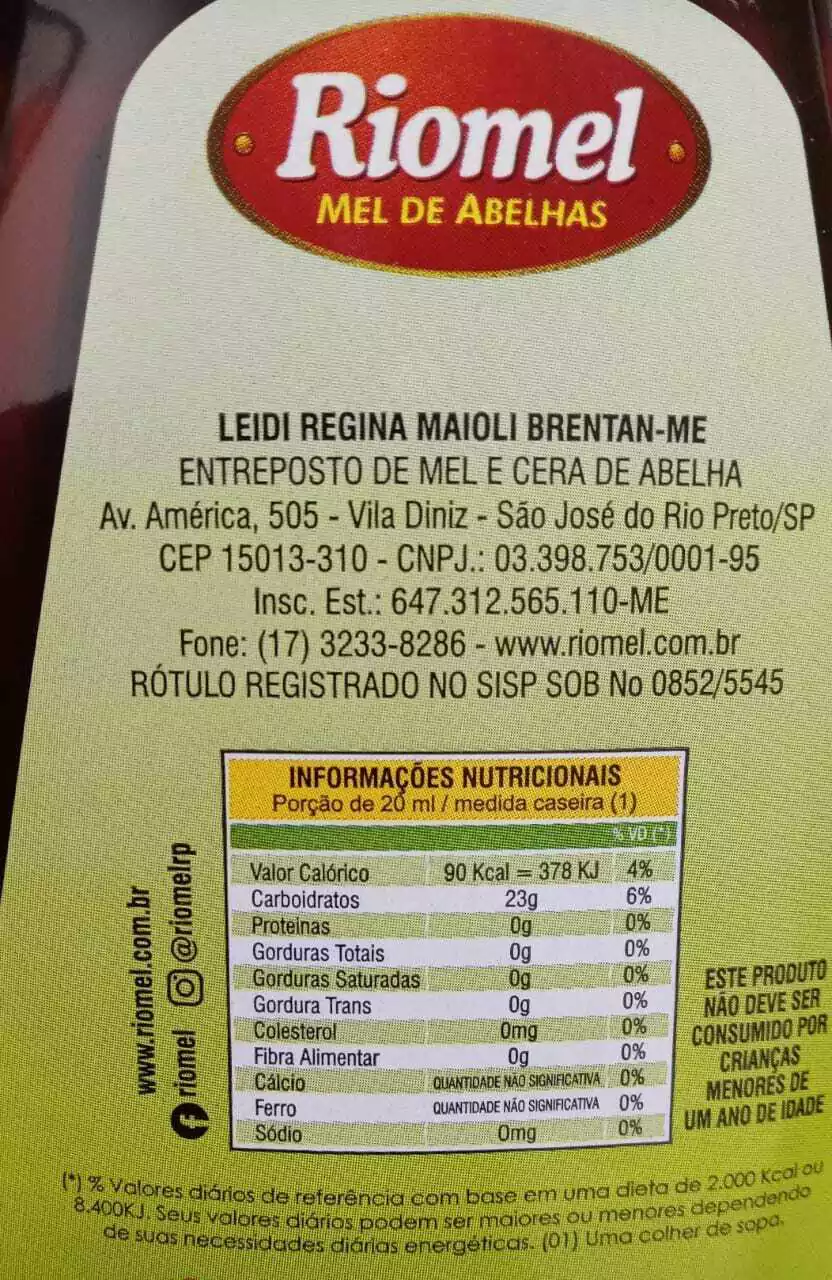 Riomel
MEL DE ABELHAS
LEIDI REGINA MAIOLI BRENTAN-ME
ENTREPOSTO DE MEL E CERA DE ABELHA
Av. América, 505 - Vila Diniz - São José do Rio Preto/SP
CEP 15013-310 - CNPJ.: 03.398.753/0001-95
Insc. Est.: 647.312.565.110-ME
Fone: (17) 3233-8286 - www.riomel.com.br
RÓTULO REGISTRADO NO SISP SOB No 0852/5545
INFORMAÇÕES NUTRICIONAIS
Porção de 20 ml / medida caseira (1)
% VD (*)
Valor Calórico 90 Kcal = 378 KJ 4%
Carboidratos 23g 6%
Proteinas 0g 0%
Gorduras Totais 0g 0%
Gorduras Saturadas 0g 0%
Gordura Trans 0g 0%
Colesterol 0mg 0%
Fibra Alimentar 0g 0%
Cálcio QUANTIDADE NÃO SIGNIFICATIVA 0%
Ferro QUANTIDADE NÃO SIGNIFICATIVA 0%
Sódio 0mg 0%
www.riomel.com.br
riomel @riomelrp
ESTE PRODUTO
NÃO DEVE SER
CONSUMIDO POR
CRIANÇAS
MENORES DE
UM ANO DE IDADE
(*) % Valores diários de referência com base em uma dieta de 2.000 Kcal ou
8.400KJ. Seus valores diários podem ser maiores ou menores dependendo
de suas necessidades diárias energéticas. (01) Uma colher de sopa.